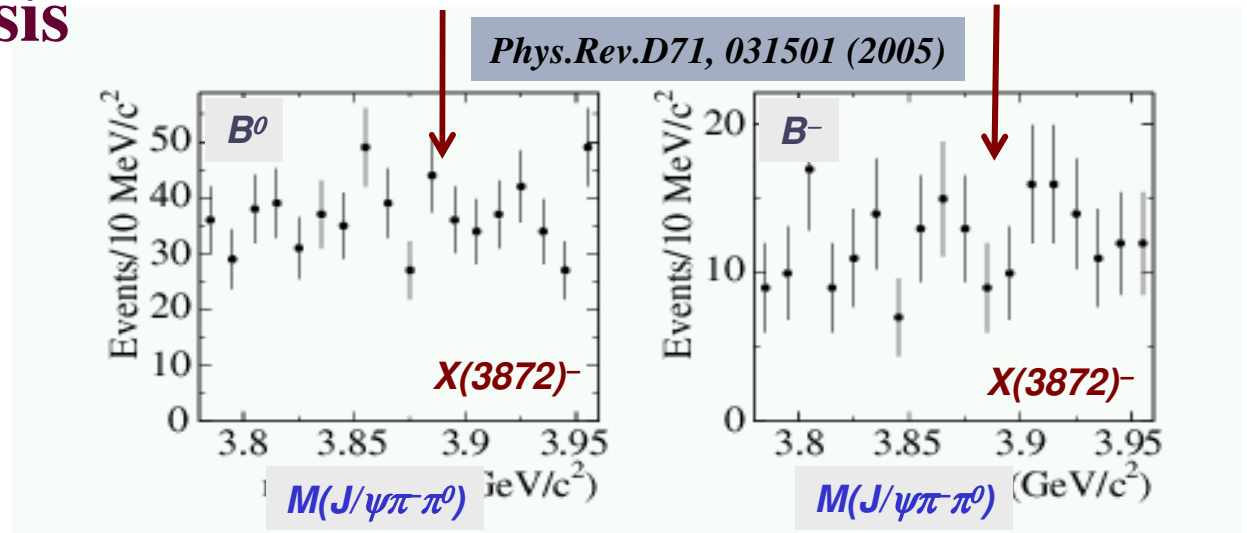 sis
Phys.Rev.D71, 031501 (2005)
Events/10 MeV/c²
50
40
30
20
10
0
B⁰
X(3872)⁻
3.8
3.85
3.9
3.95
M(J/ψπ⁻π⁰)
GeV/c²)
Events/10 MeV/c²
20
10
0
B⁻
X(3872)⁻
3.8
3.85
3.9
3.95
M(J/ψπ⁻π⁰)
(GeV/c²)